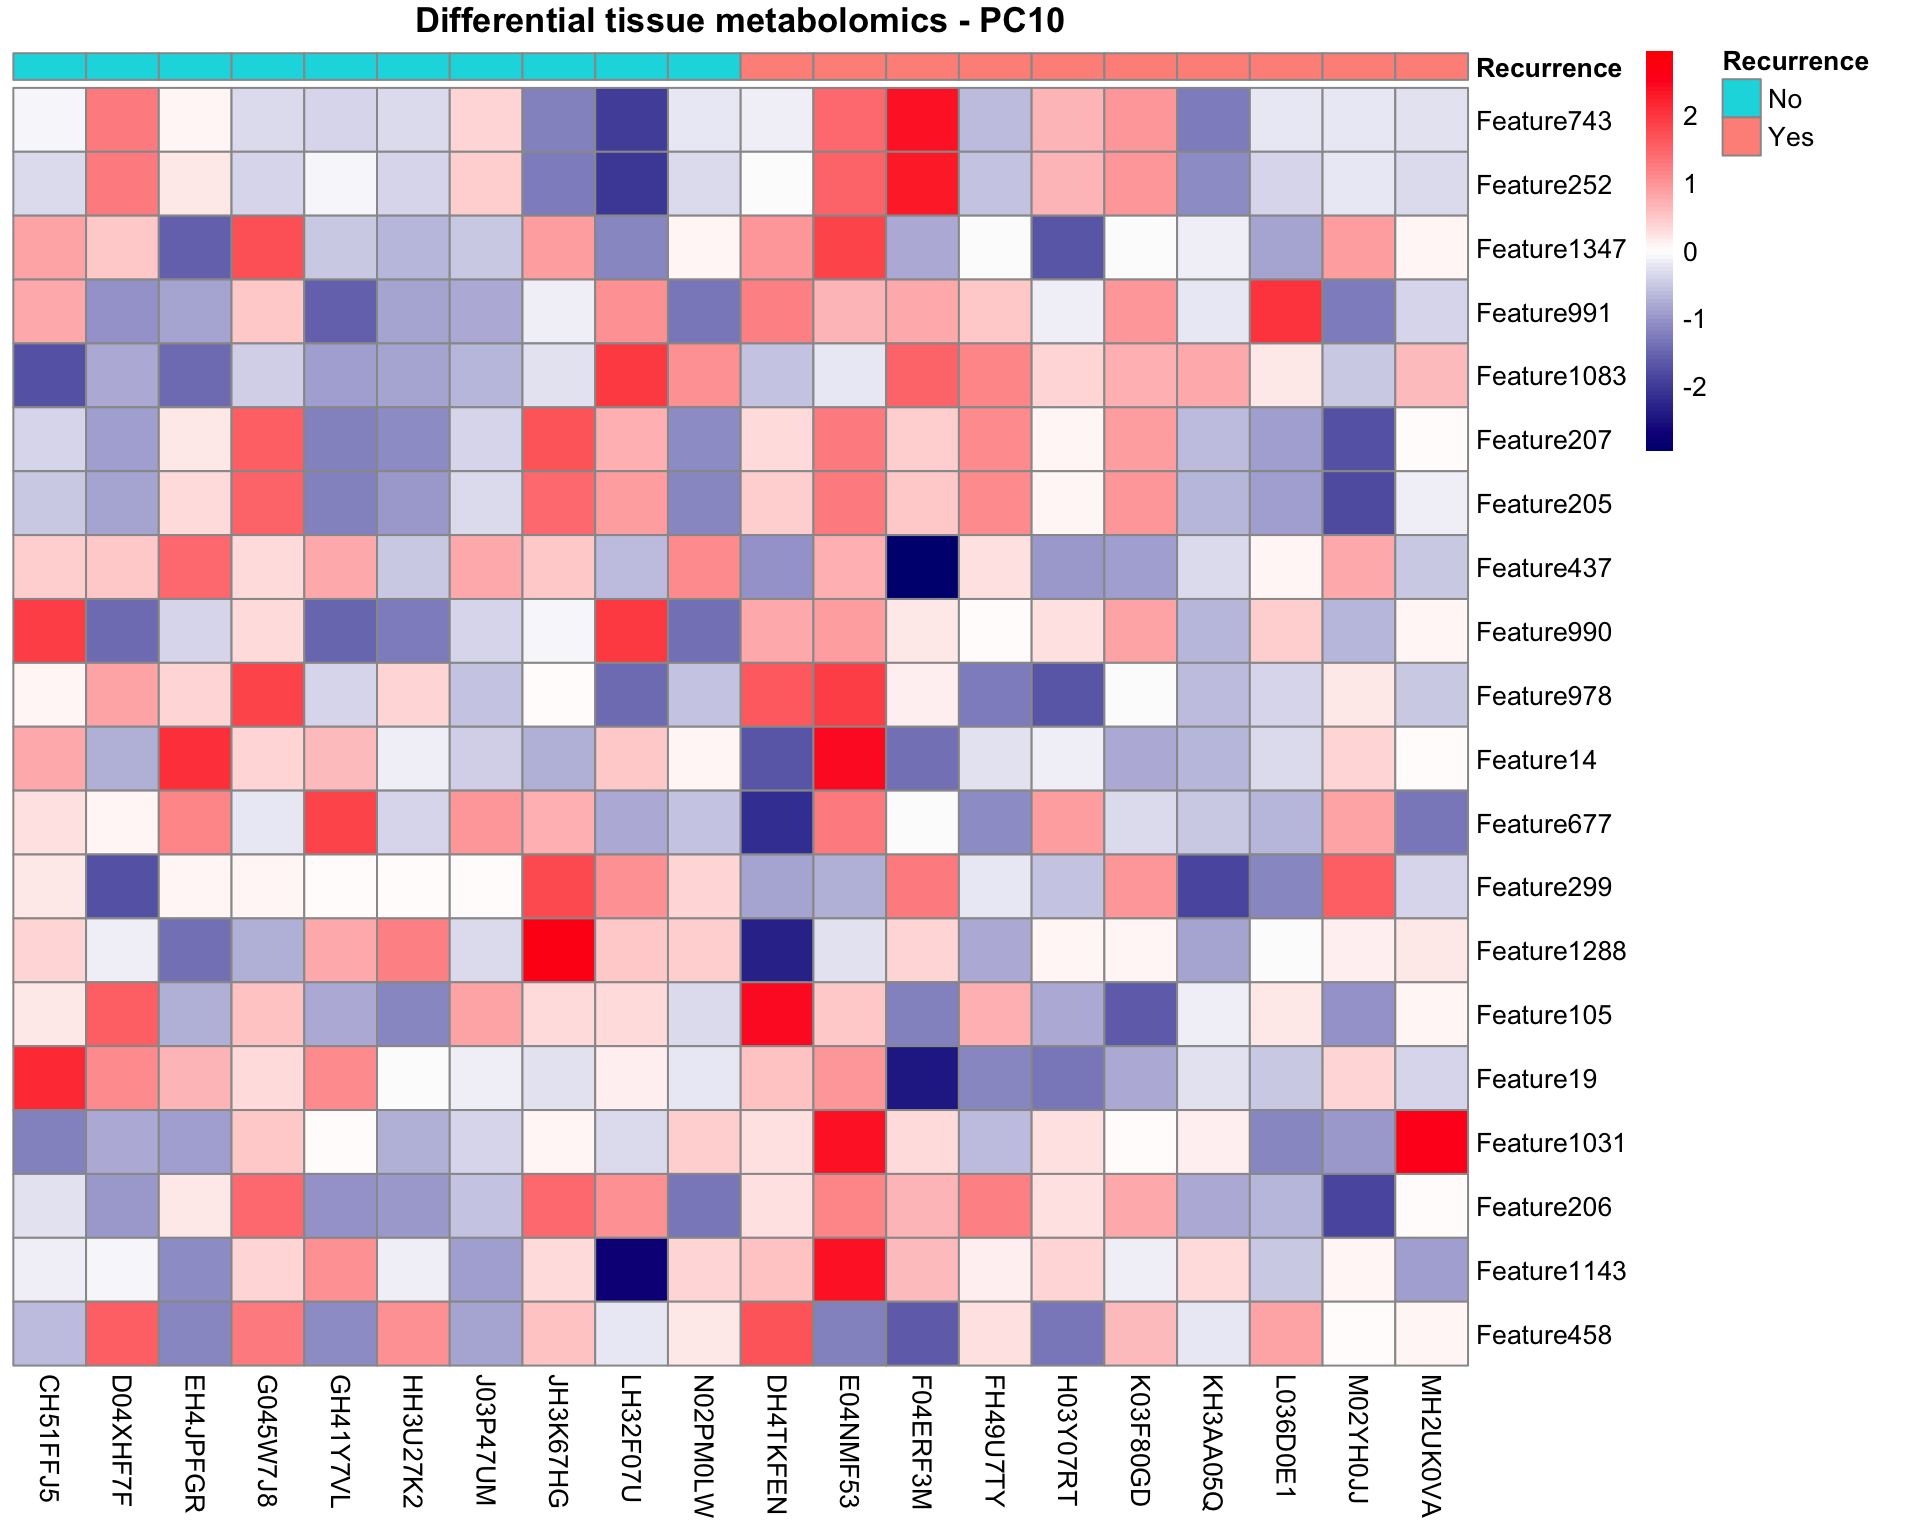 Differential tissue metabolomics - PC10
Recurrence
Feature743
Feature252
Feature1347
Feature991
Feature1083
Feature207
Feature205
Feature437
Feature990
Feature978
Feature14
Feature677
Feature299
Feature1288
Feature105
Feature19
Feature1031
Feature206
Feature1143
Feature458
2
1
0
-1
-2
Recurrence
No
Yes
CH51FFJ5
D04XHF7F
EH4JPFGR
G045W7J8
GH41Y7VL
HH3U27K2
J03P47UM
JH3K67HG
LH32F07U
N02PM0LW
DH4TKFEN
E04NMF53
F04ERF3M
FH49U7TY
H03Y07RT
K03F80GD
KH3AA05Q
L036D0E1
M02YH0JJ
MH2UK0VA